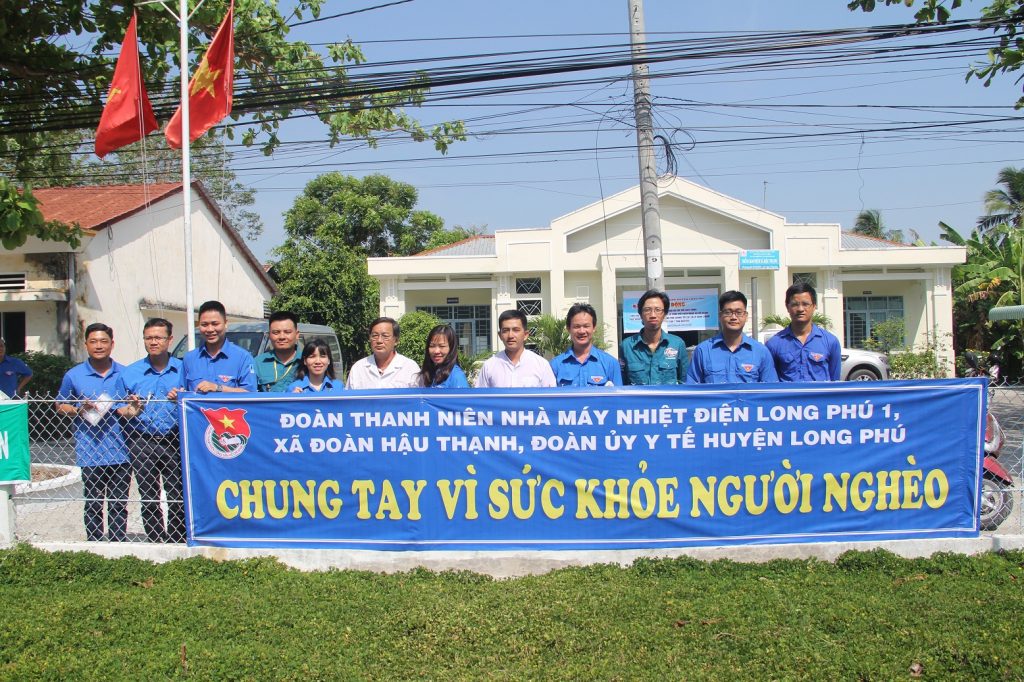 ĐOÀN THANH NIÊN NHÀ MÁY NHIỆT ĐIỆN LONG PHÚ 1,
XÃ ĐOÀN HẬU THẠNH, ĐOÀN ỦY Y TẾ HUYỆN LONG PHÚ
CHUNG TAY VÌ SỨC KHỎE NGƯỜI NGHÈO